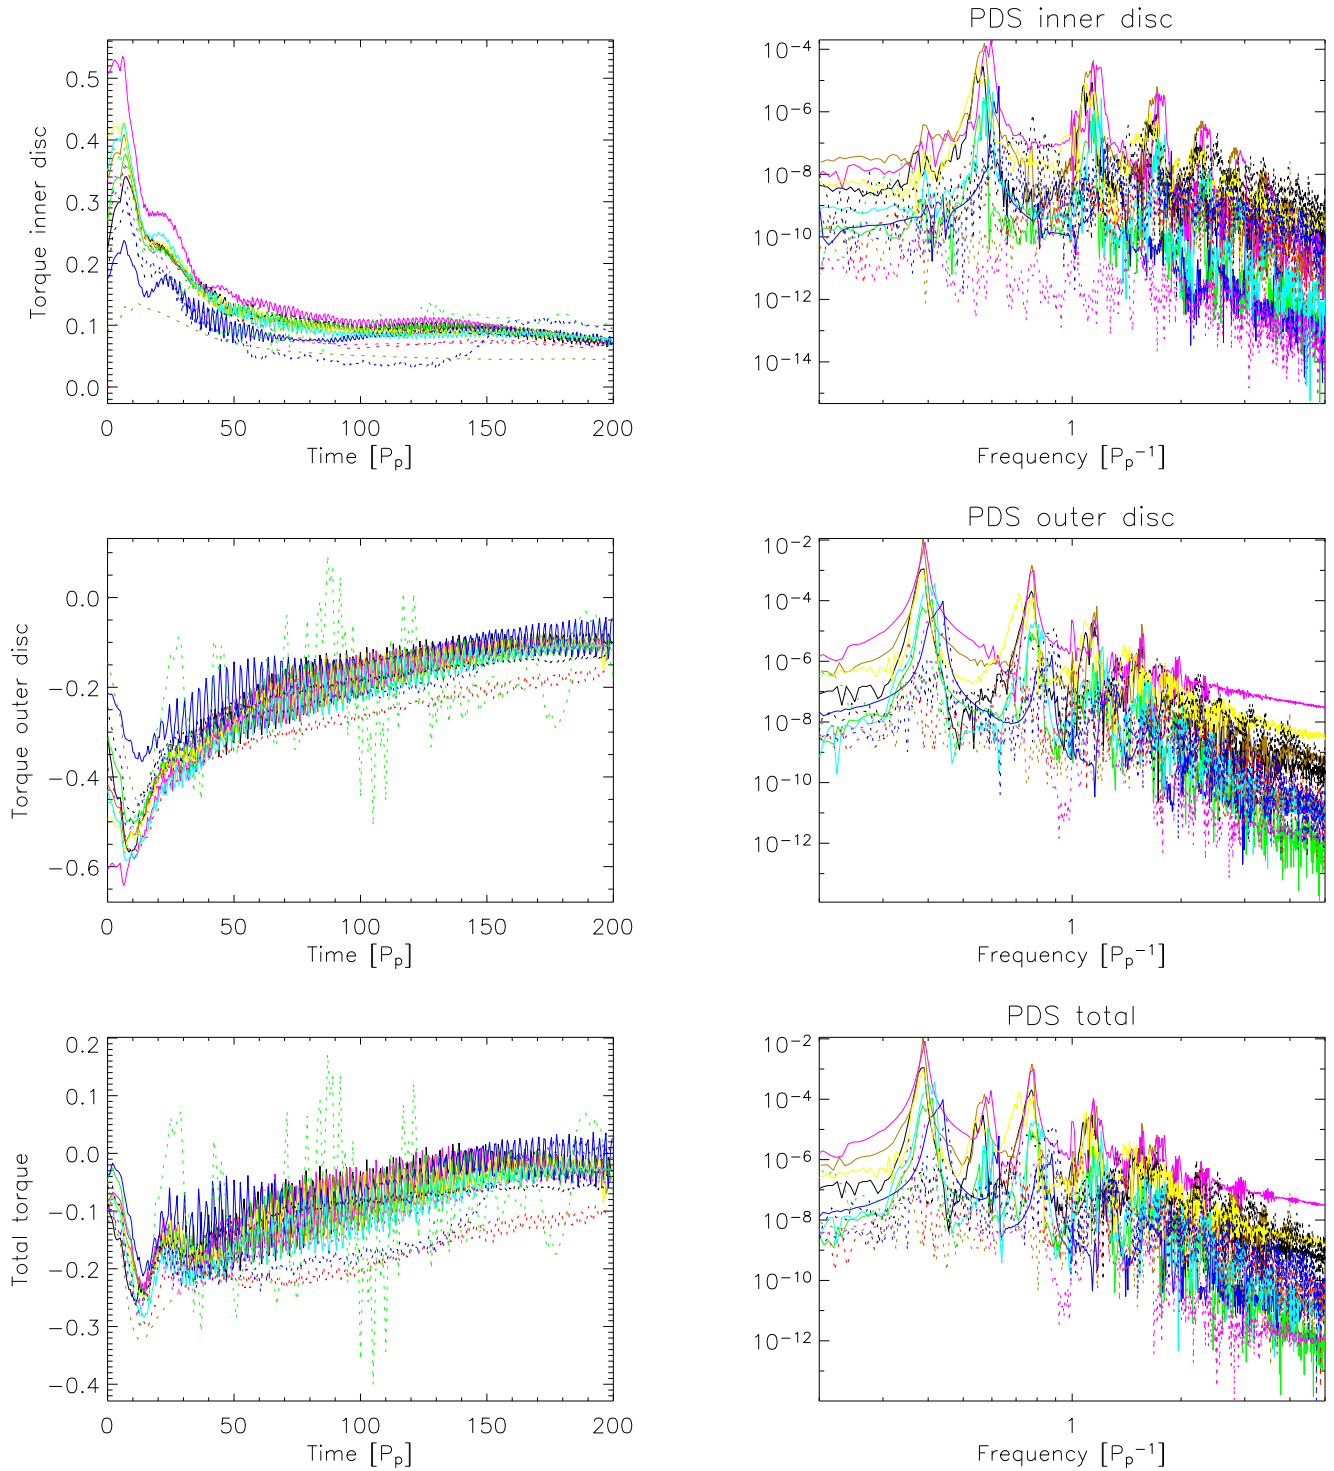 0.5
0.4
0.3
0.2
0.1
0.0
Torque inner disc
0 50 100 150 200
Time [Pp]
PDS inner disc
10−4
10−6
10−8
10−10
10−12
10−14
1
Frequency [Pp−1]
0.0
−0.2
−0.4
−0.6
Torque outer disc
0 50 100 150 200
Time [Pp]
PDS outer disc
10−2
10−4
10−6
10−8
10−10
10−12
1
Frequency [Pp−1]
0.2
0.1
0.0
−0.1
−0.2
−0.3
−0.4
Total torque
0 50 100 150 200
Time [Pp]
PDS total
10−2
10−4
10−6
10−8
10−10
10−12
1
Frequency [Pp−1]